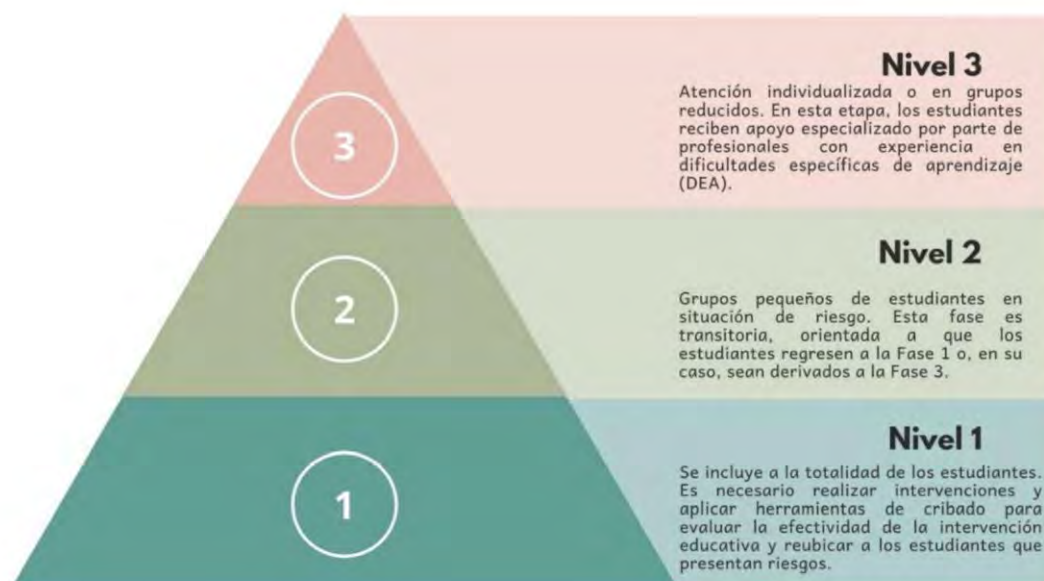 3
Nivel 3
Atención individualizada o en grupos
reducidos. En esta etapa, los estudiantes
reciben apoyo especializado por parte de
profesionales con experiencia en
dificultades específicas de aprendizaje
(DEA).
2
Nivel 2
Grupos pequeños de estudiantes en
situación de riesgo. Esta fase es
transitoria, orientada a que los
estudiantes regresen a la Fase 1 o, en su
caso, sean derivados a la Fase 3.
1
Nivel 1
Se incluye a la totalidad de los estudiantes.
Es necesario realizar intervenciones y
aplicar herramientas de cribado para
evaluar la efectividad de la intervención
educativa y reubicar a los estudiantes que
presentan riesgos.